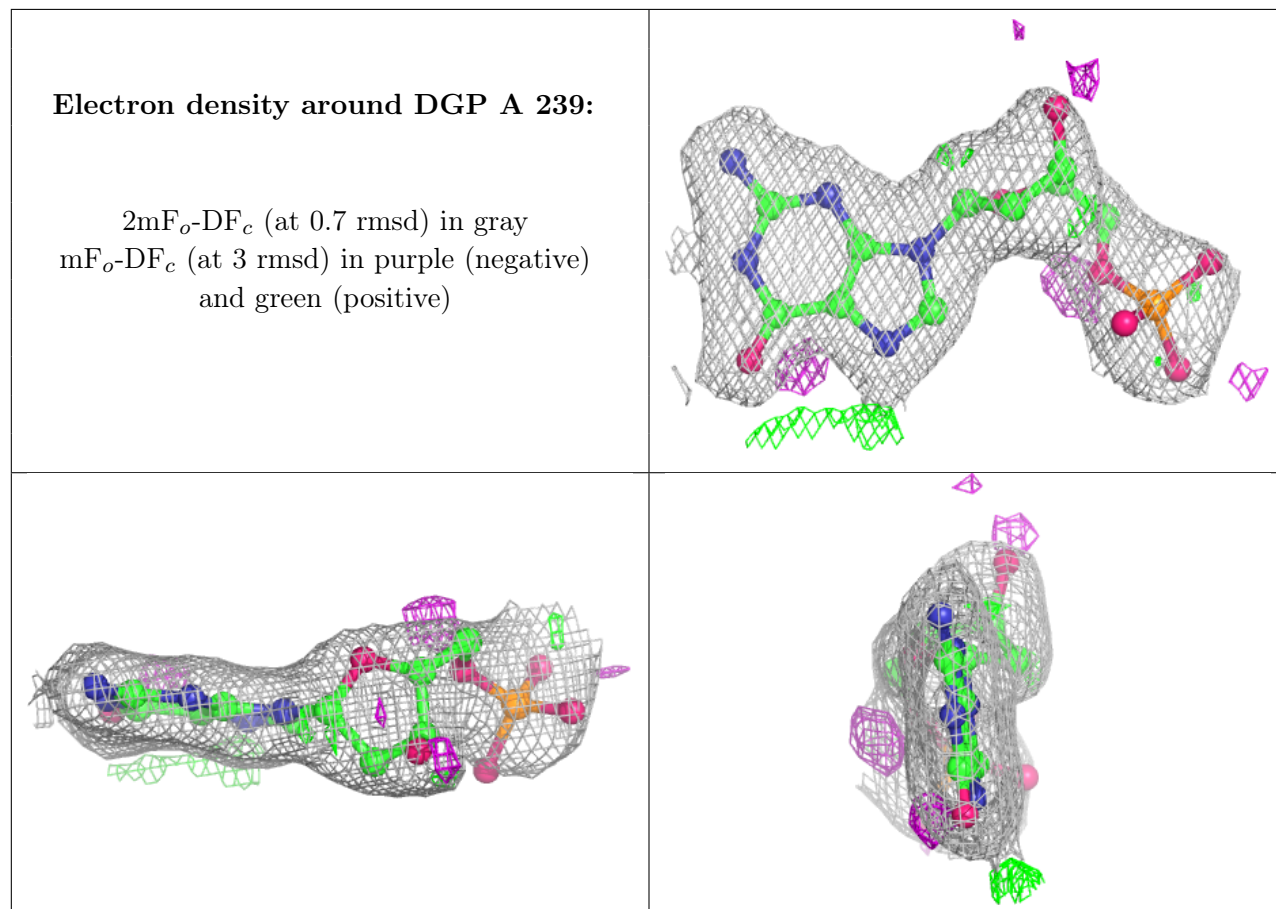 Electron density around DGP A 239:
2mFₒ-DF𝒸 (at 0.7 rmsd) in gray
mFₒ-DF𝒸 (at 3 rmsd) in purple (negative)
and green (positive)